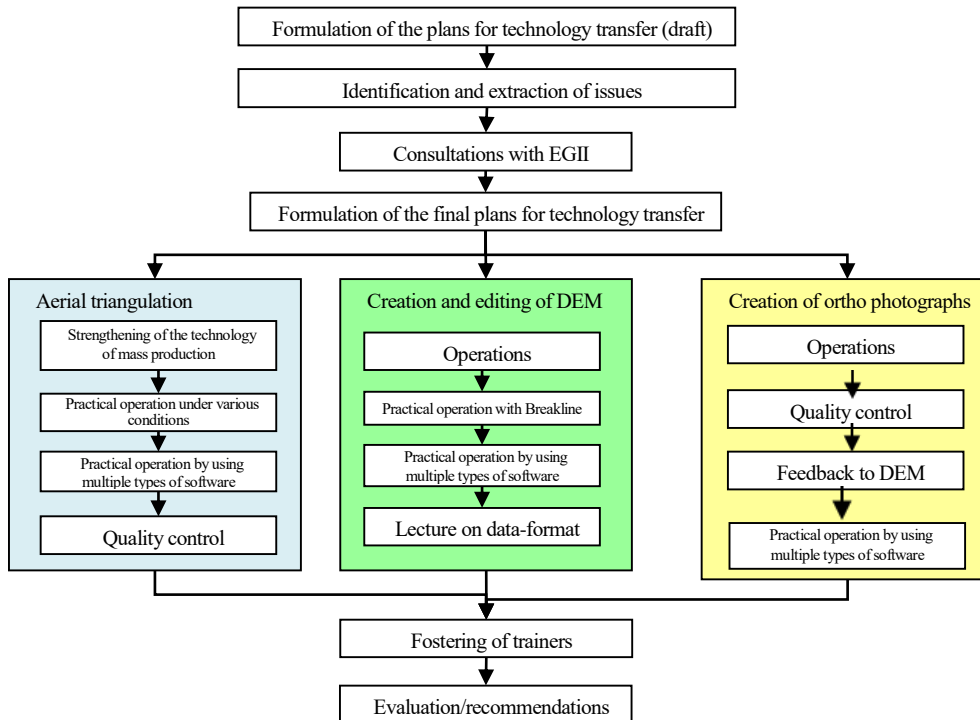 Formulation of the plans for technology transfer (draft)
Identification and extraction of issues
Consultations with EGII
Formulation of the final plans for technology transfer
Aerial triangulation
Strengthening of the technology
of mass production
Practical operation under various
conditions
Practical operation by using
multiple types of software
Quality control
Creation and editing of DEM
Operations
Practical operation with Breakline
Practical operation by using
multiple types of software
Lecture on data-format
Creation of ortho photographs
Operations
Quality control
Feedback to DEM
Practical operation by using
multiple types of software
Fostering of trainers
Evaluation/recommendations